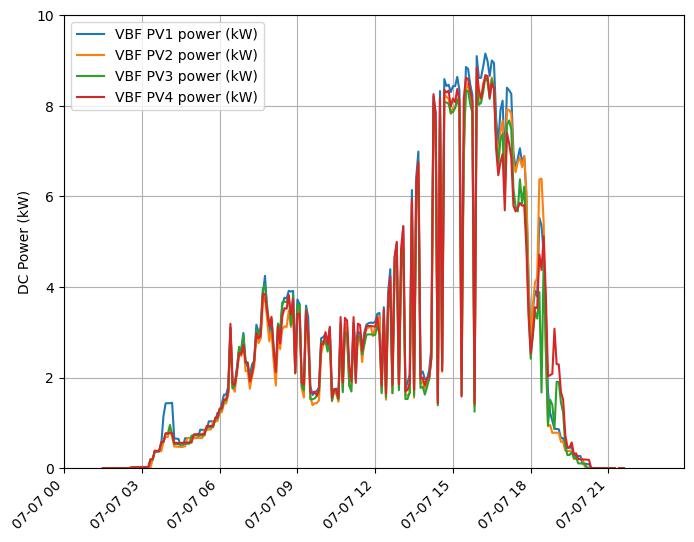 VBF PV1 power (kW)
VBF PV2 power (kW)
VBF PV3 power (kW)
VBF PV4 power (kW)
DC Power (kW)
10
8
6
4
2
0
07-07 00
07-07 03
07-07 06
07-07 09
07-07 12
07-07 15
07-07 18
07-07 21